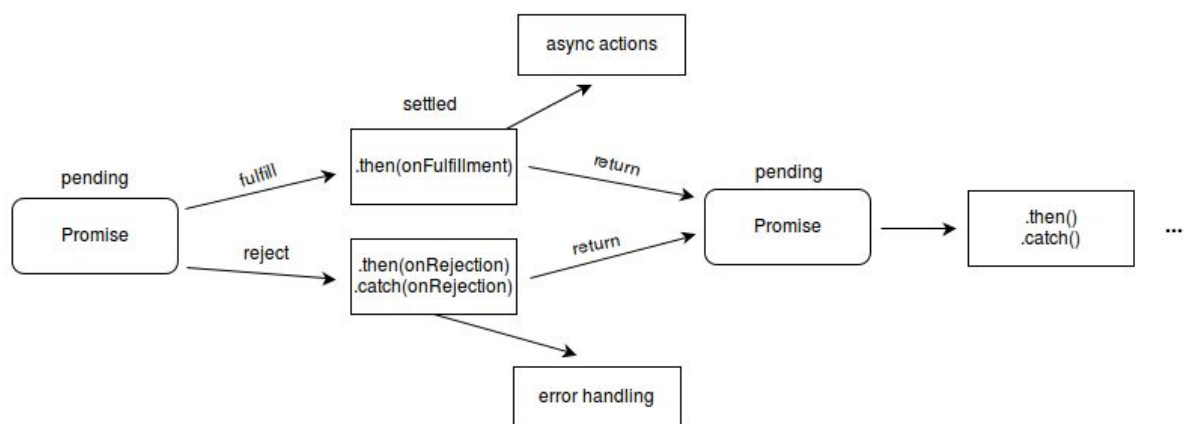 async actions
settled
.then(onFulfillment)
pending
Promise
fulfill
reject
.then(onRejection)
.catch(onRejection)
return
return
pending
Promise
.then()
.catch()
...
error handling